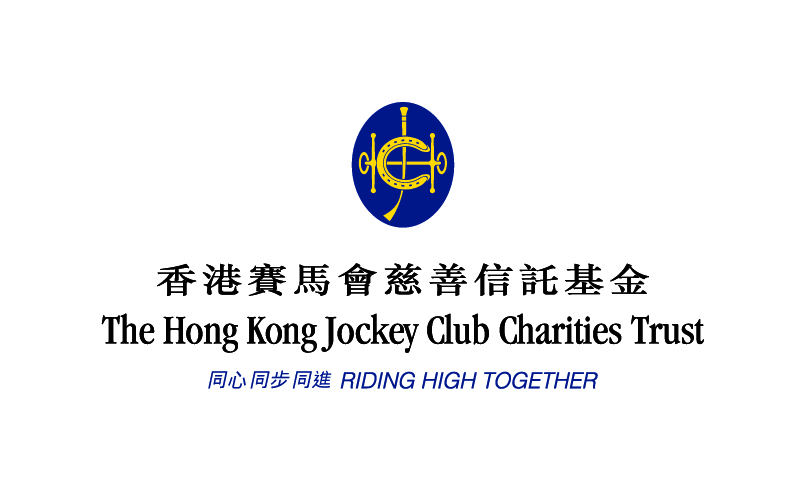 香港賽馬會慈善信託基金
The Hong Kong Jockey Club Charities Trust
同心同步同進 RIDING HIGH TOGETHER